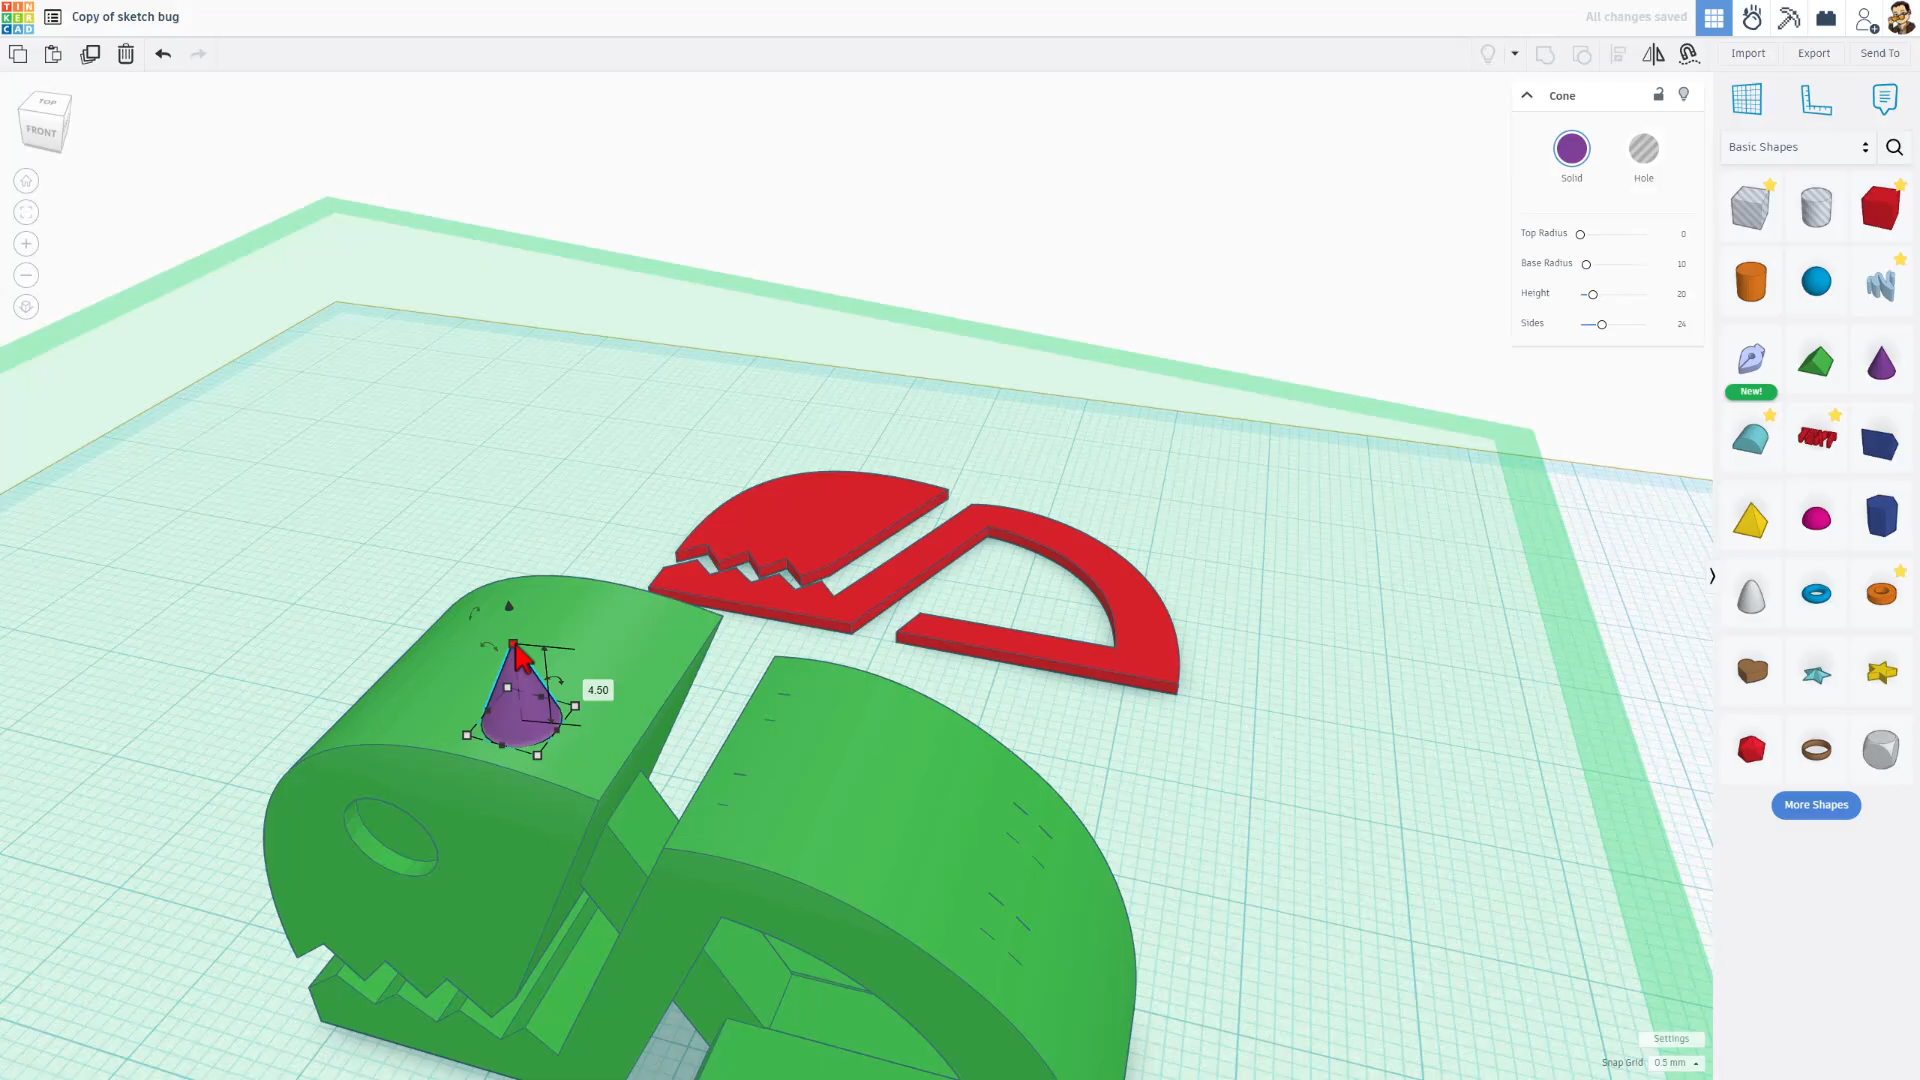 TIN
KER
CAD
Copy of sketch bug
All changes saved
Import
Export
Send To
TOP
FRONT
Cone
Solid
Hole
Top Radius
0
Base Radius
10
Height
20
Sides
24
Basic Shapes
New!
TEXT
4.50
More Shapes
Settings
Snap Grid
0.5 mm